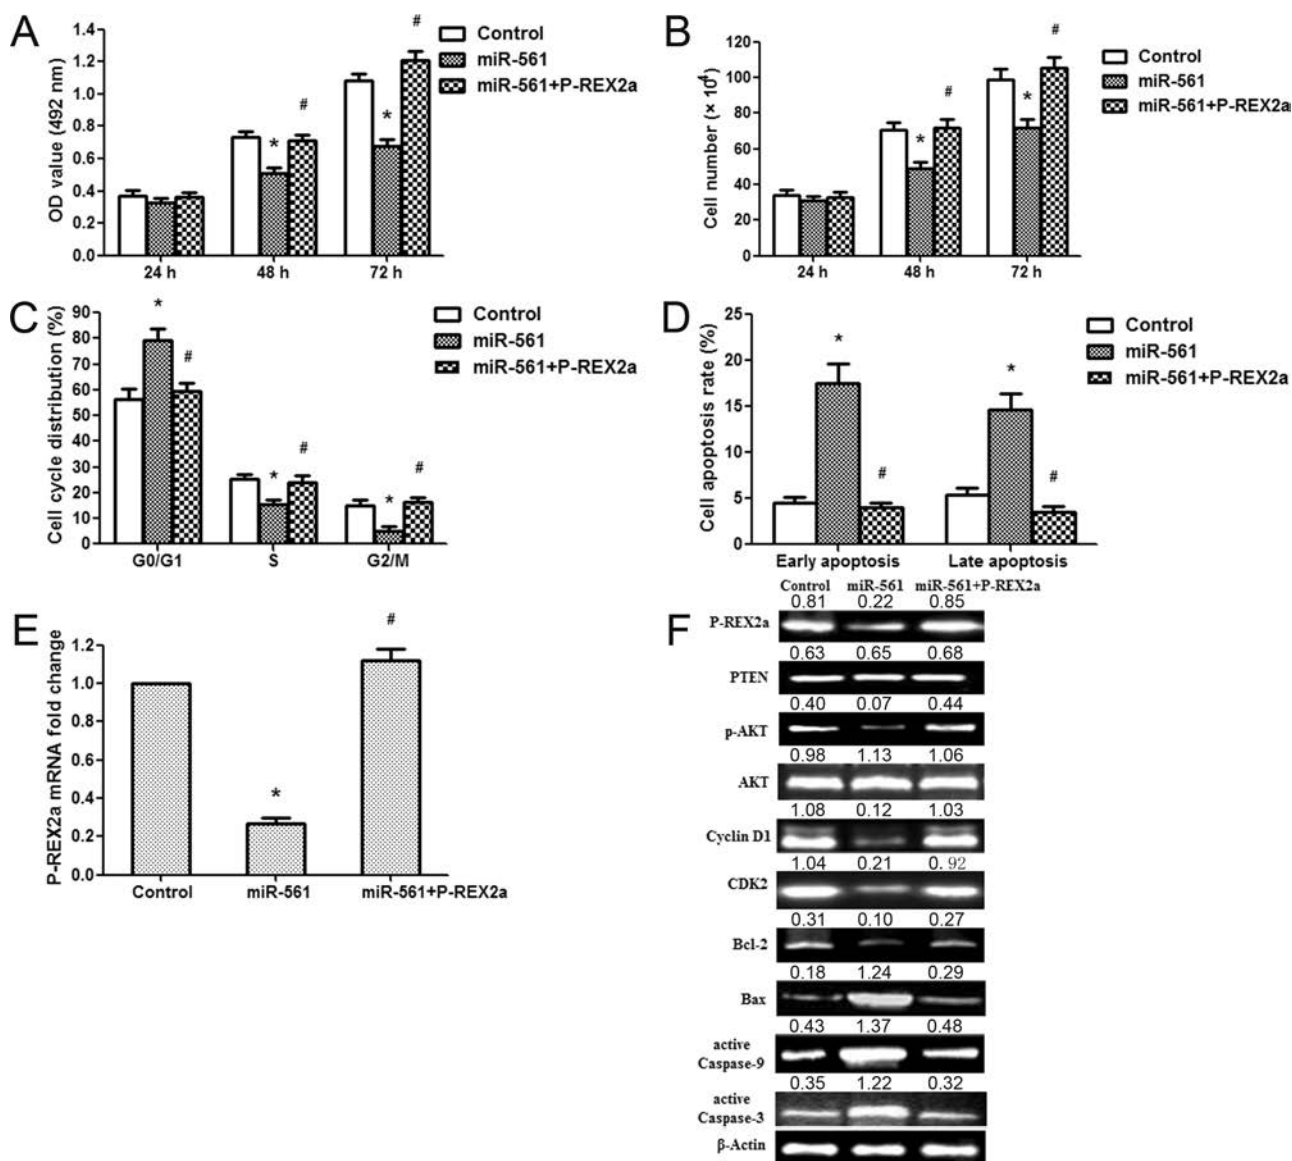 A
OD value (492 nm)
1.4
1.2
1.0
0.8
0.6
0.4
0.2
0.0
24 h
48 h
72 h
*
#
*
#
Control
miR-561
miR-561+P-REX2a
B
Cell number (× 10⁴)
120
100
80
60
40
20
0
24 h
48 h
72 h
*
#
*
#
Control
miR-561
miR-561+P-REX2a
C
Cell cycle distribution (%)
90
80
70
60
50
40
30
20
10
0
G0/G1
S
G2/M
*
#
*
#
*
#
Control
miR-561
miR-561+P-REX2a
D
Cell apoptosis rate (%)
25
20
15
10
5
0
Early apoptosis
Late apoptosis
*
#
*
#
Control
miR-561
miR-561+P-REX2a
E
P-REX2a mRNA fold change
1.2
1.0
0.8
0.6
0.4
0.2
0.0
Control
miR-561
miR-561+P-REX2a
*
#
F
Control miR-561 miR-561+P-REX2a
0.81 0.22 0.85
P-REX2a
0.63 0.65 0.68
PTEN
0.40 0.07 0.44
p-AKT
0.98 1.13 1.06
AKT
1.08 0.12 1.03
Cyclin D1
1.04 0.21 0.92
CDK2
0.31 0.10 0.27
Bcl-2
0.18 1.24 0.29
Bax
0.43 1.37 0.48
active
Caspase-9
0.35 1.22 0.32
active
Caspase-3
β-Actin